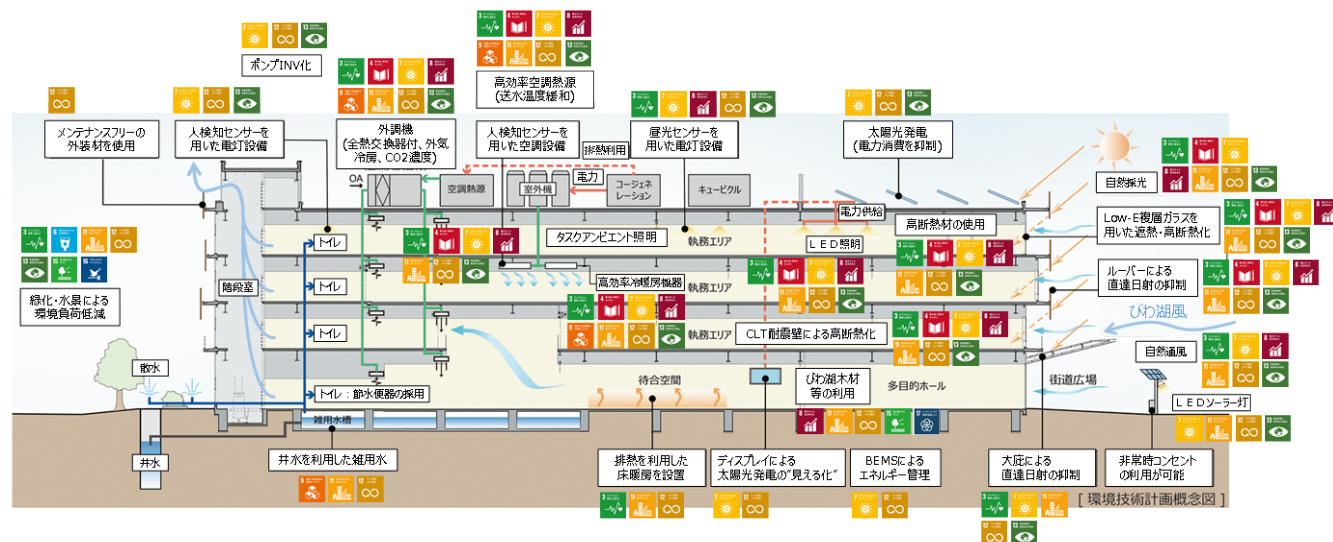 ポンプINV化
高効率空調熱源
(送水温度緩和)
メンテナンスフリーの
外装材を使用
人検知センサーを
用いた電灯設備
外調機
(全熱交換器付、外気
冷房、CO2濃度)
人検知センサーを
用いた空調設備
昼光センサーを
用いた電灯設備
太陽光発電
(電力消費を抑制)
排熱利用
電力
OA
空調熱源
室外機
コージェネ
レーション
キュービクル
自然採光
電力供給
トイレ
タスクアンビエント照明
執務エリア
LED照明
高断熱材の使用
Low-E複層ガラスを
用いた遮熱・高断熱化
階段室
トイレ
高効率冷暖房機器
執務エリア
ルーバーによる
直達日射の抑制
緑化・水景による
環境負荷低減
びわ湖風
トイレ
執務エリア
CLT耐震壁による高断熱化
自然通風
散水
トイレ:節水便器の採用
待合空間
びわ湖木材
等の利用
多目的ホール
街道広場
LEDソーラー灯
雑用水槽
井水
井水を利用した雑用水
排熱を利用した
床暖房を設置
ディスプレイによる
太陽光発電の"見える化"
BEMSによる
エネルギー管理
大庇による
直達日射の抑制
非常時コンセント
の利用が可能
[ 環境技術計画概念図 ]